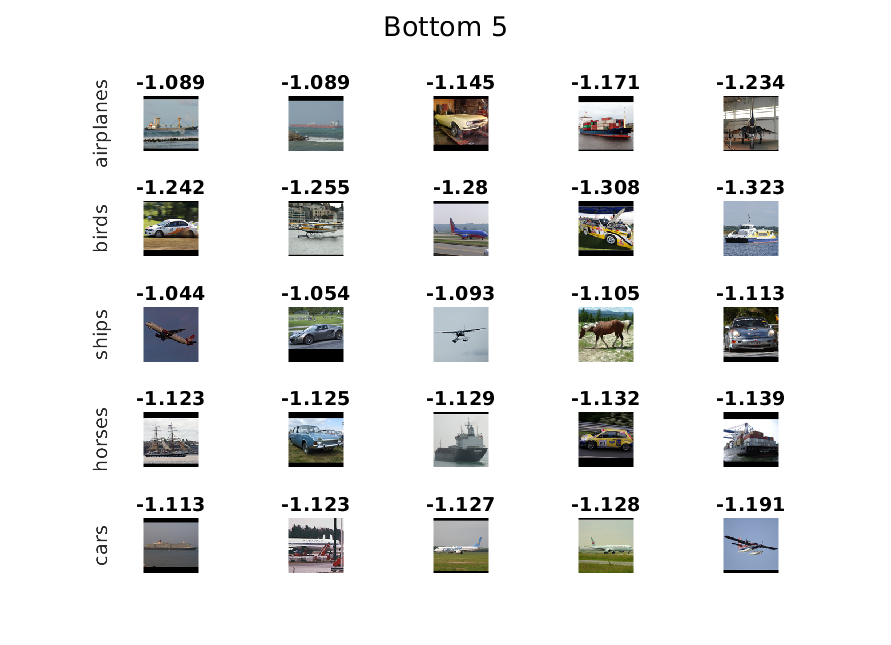 Bottom 5
airplanes
-1.089 -1.089 -1.145 -1.171 -1.234
birds
-1.242 -1.255 -1.28 -1.308 -1.323
ships
-1.044 -1.054 -1.093 -1.105 -1.113
horses
-1.123 -1.125 -1.129 -1.132 -1.139
cars
-1.113 -1.123 -1.127 -1.128 -1.191